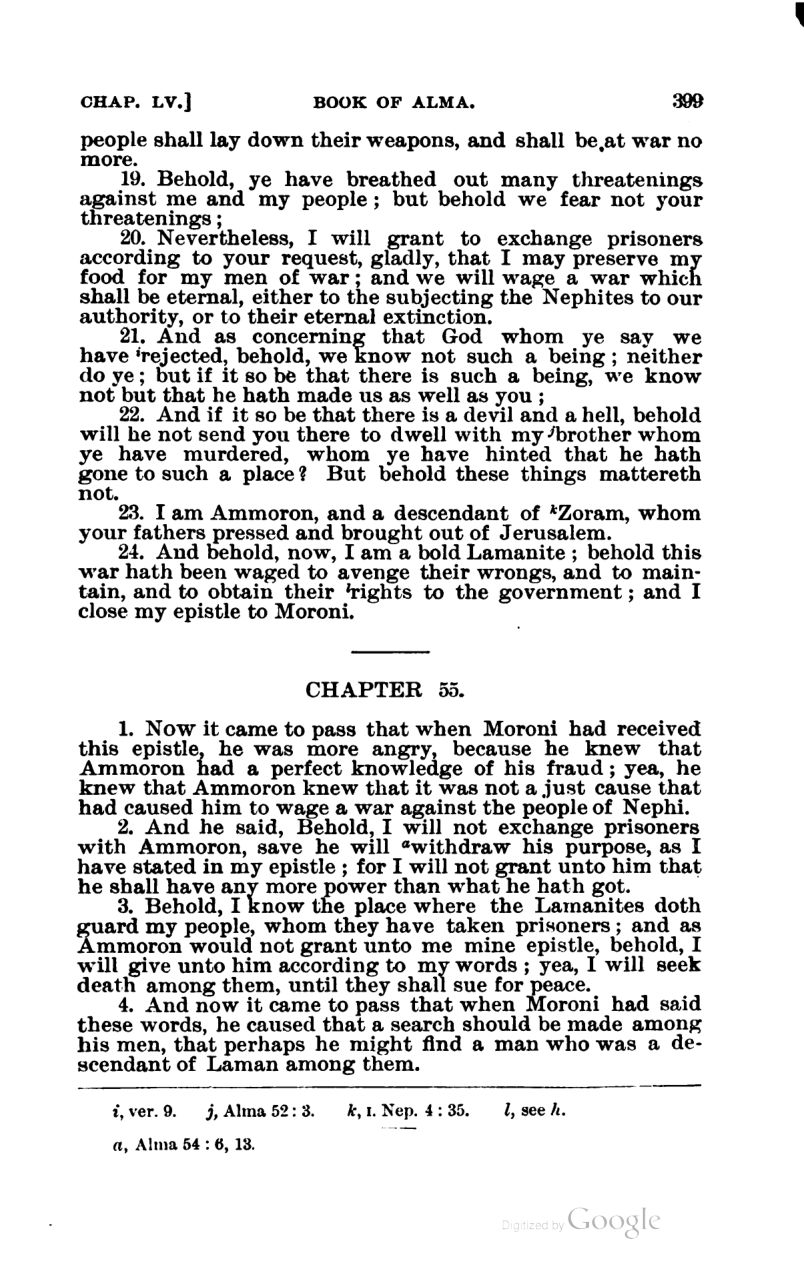 CHAP. LV.] BOOK OF ALMA. 399
people shall lay down their weapons, and shall be at war no
more.
19. Behold, ye have breathed out many threatenings
against me and my people ; but behold we fear not your
threatenings ;
20. Nevertheless, I will grant to exchange prisoners
according to your request, gladly, that I may preserve my
food for my men of war ; and we will wage a war which
shall be eternal, either to the subjecting the Nephites to our
authority, or to their eternal extinction.
21. And as concerning that God whom ye say we
have ⁱrejected, behold, we know not such a being ; neither
do ye ; but if it so be that there is such a being, we know
not but that he hath made us as well as you ;
22. And if it so be that there is a devil and a hell, behold
will he not send you there to dwell with my ʲbrother whom
ye have murdered, whom ye have hinted that he hath
gone to such a place? But behold these things mattereth
not.
23. I am Ammoron, and a descendant of ᵏZoram, whom
your fathers pressed and brought out of Jerusalem.
24. And behold, now, I am a bold Lamanite ; behold this
war hath been waged to avenge their wrongs, and to main-
tain, and to obtain their ˡrights to the government ; and I
close my epistle to Moroni.
CHAPTER 55.
1. Now it came to pass that when Moroni had received
this epistle, he was more angry, because he knew that
Ammoron had a perfect knowledge of his fraud ; yea, he
knew that Ammoron knew that it was not a just cause that
had caused him to wage a war against the people of Nephi.
2. And he said, Behold, I will not exchange prisoners
with Ammoron, save he will ᵃwithdraw his purpose, as I
have stated in my epistle ; for I will not grant unto him that
he shall have any more power than what he hath got.
3. Behold, I know the place where the Lamanites doth
guard my people, whom they have taken prisoners ; and as
Ammoron would not grant unto me mine epistle, behold, I
will give unto him according to my words ; yea, I will seek
death among them, until they shall sue for peace.
4. And now it came to pass that when Moroni had said
these words, he caused that a search should be made among
his men, that perhaps he might find a man who was a de-
scendant of Laman among them.
i, ver. 9. j, Alma 52 : 3. k, I. Nep. 4 : 35. l, see h.
a, Alma 54 : 6, 13.
Digitized by Google